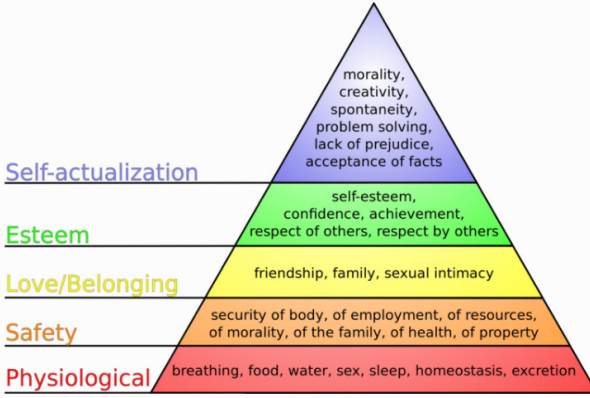 morality,
creativity,
spontaneity,
problem solving,
lack of prejudice,
acceptance of facts
Self-actualization
self-esteem,
confidence, achievement,
respect of others, respect by others
Esteem
friendship, family, sexual intimacy
Love/Belonging
security of body, of employment, of resources,
of morality, of the family, of health, of property
Safety
breathing, food, water, sex, sleep, homeostasis, excretion
Physiological